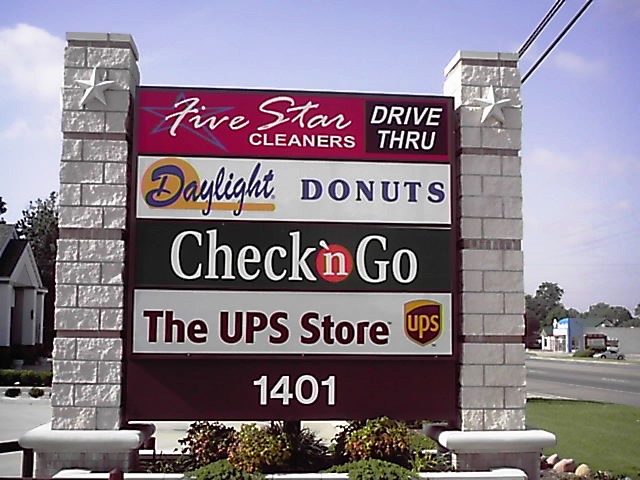 Five Star
CLEANERS
DRIVE
THRU
Daylight DONUTS
Check 'n Go
The UPS Store ups
1401